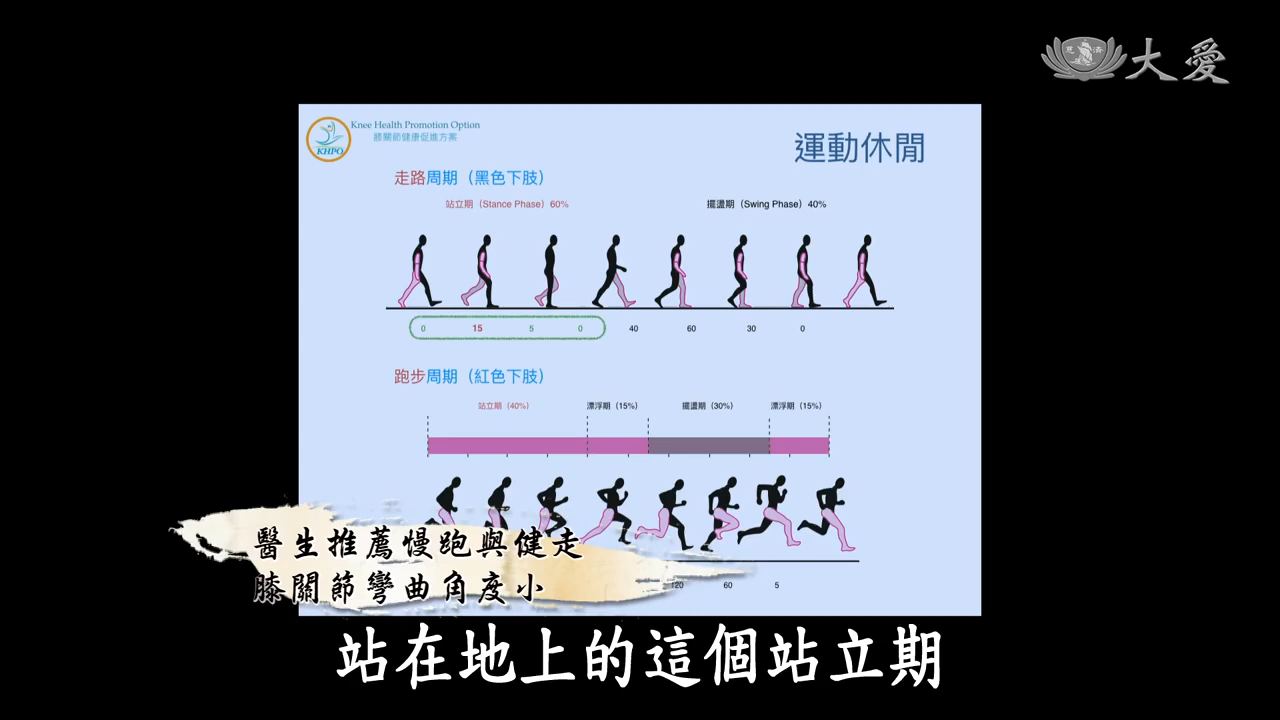 大愛
Knee Health Promotion Option
膝關節健康促進方案
KHPO
運動休閒
走路周期（黑色下肢）
站立期（Stance Phase）60%
擺盪期（Swing Phase）40%
0 15 5 0 40 60 30 0
跑步周期（紅色下肢）
站立期（40%）
漂浮期（15%）
擺盪期（30%）
漂浮期（15%）
120 60 5
醫生推薦慢跑與健走
膝關節彎曲角度小
站在地上的這個站立期